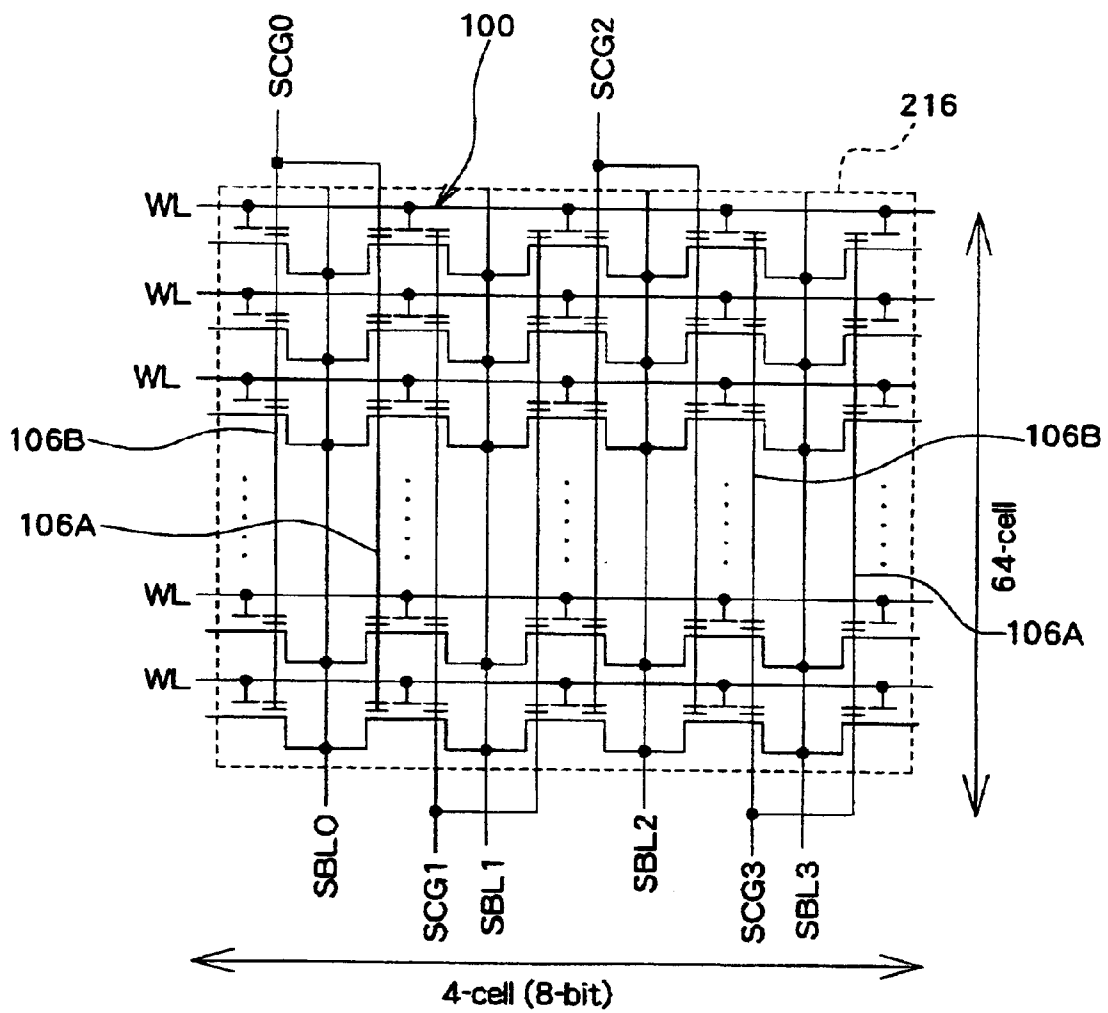 SCG0
100
SCG2
216
WL
WL
WL
106B
106B
106A
64-cell
WL
106A
WL
SBL0
SCG1
SBL1
SBL2
SCG3
SBL3
4-cell (8-bit)